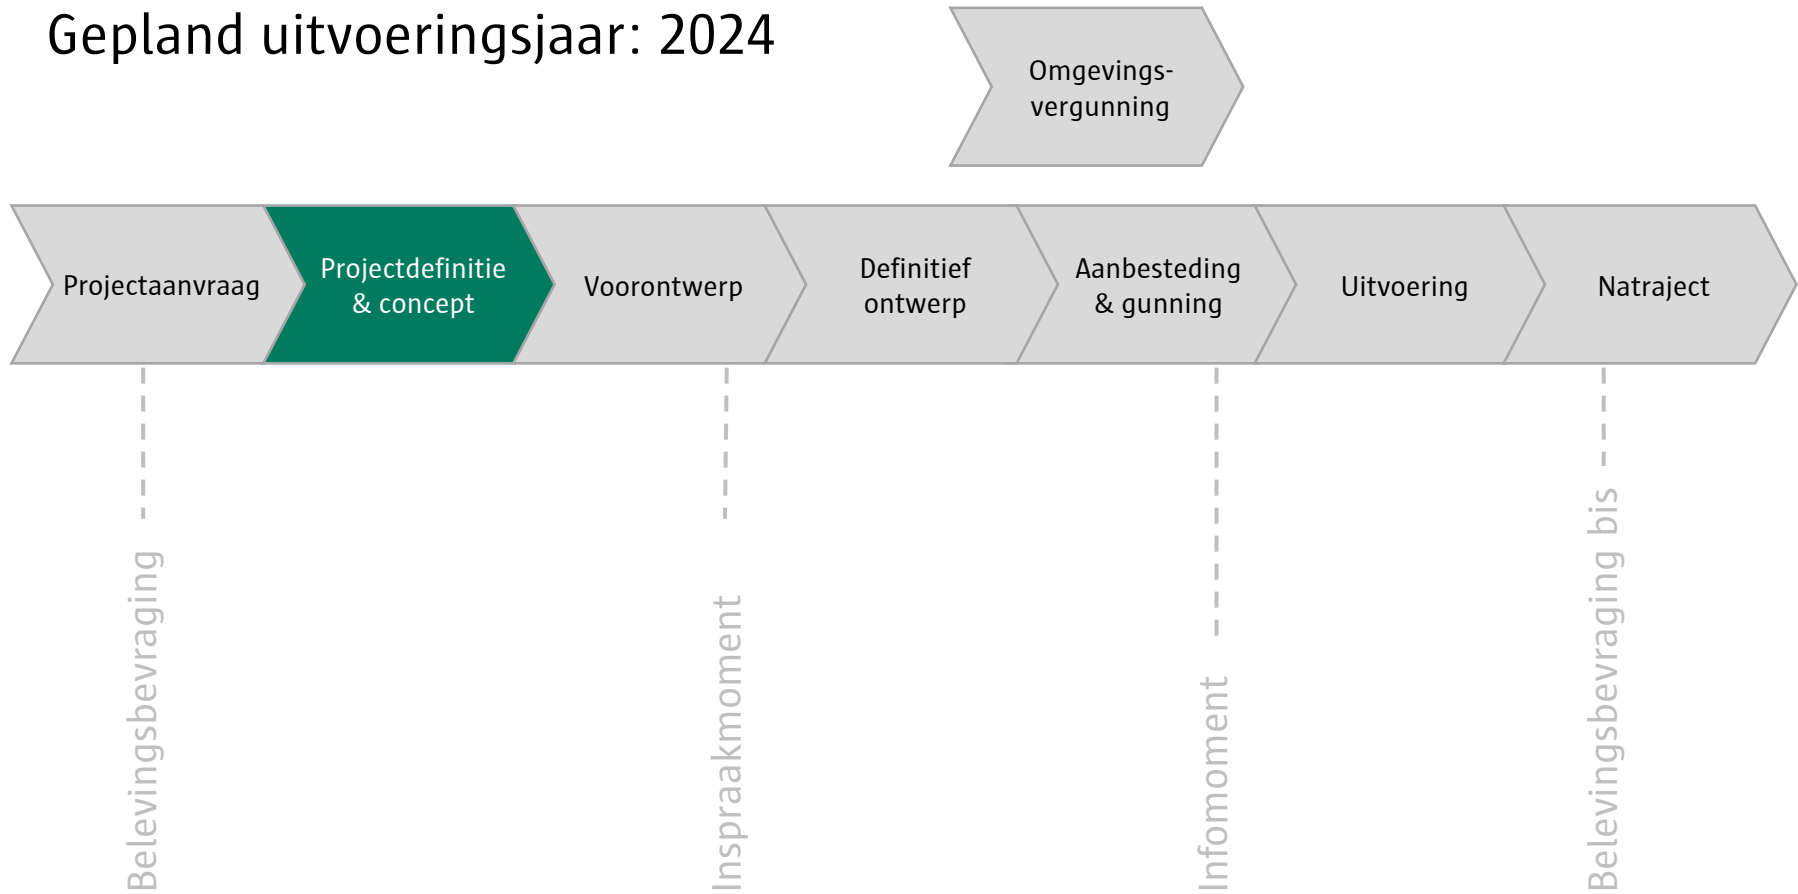 Gepland uitvoeringsjaar: 2024
Omgevings-
vergunning
Projectaanvraag
Projectdefinitie
& concept
Voorontwerp
Definitief
ontwerp
Aanbesteding
& gunning
Uitvoering
Natraject
Belevingsbevraging
Inspraakmoment
Infomoment
Belevingsbevraging bis